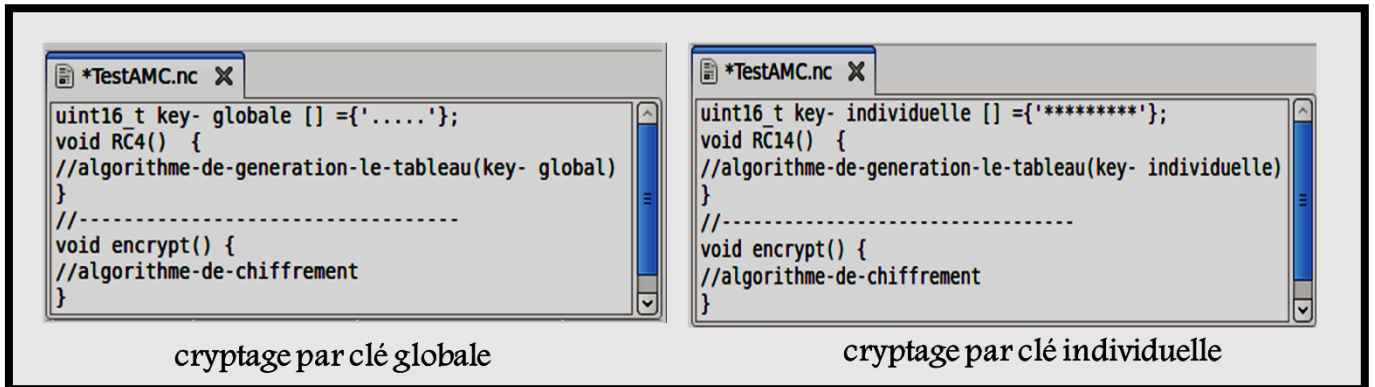 *TestAMC.nc
uint16_t key- globale [] ={'.....'};
void RC4()  {
//algorithme-de-generation-le-tableau(key- global)
}
//----------------------------------
void encrypt() {
//algorithme-de-chiffrement
}
cryptage par clé globale
*TestAMC.nc
uint16_t key- individuelle [] ={'*********'};
void RC14()  {
//algorithme-de-generation-le-tableau(key- individuelle)
}
//----------------------------------
void encrypt() {
//algorithme-de-chiffrement
}
cryptage par clé individuelle